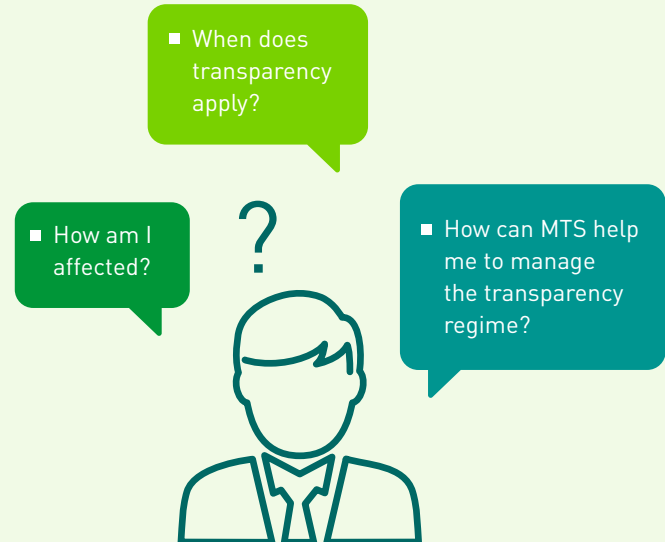 When does
transparency
apply?
How am I
affected?
?
How can MTS help
me to manage
the transparency
regime?